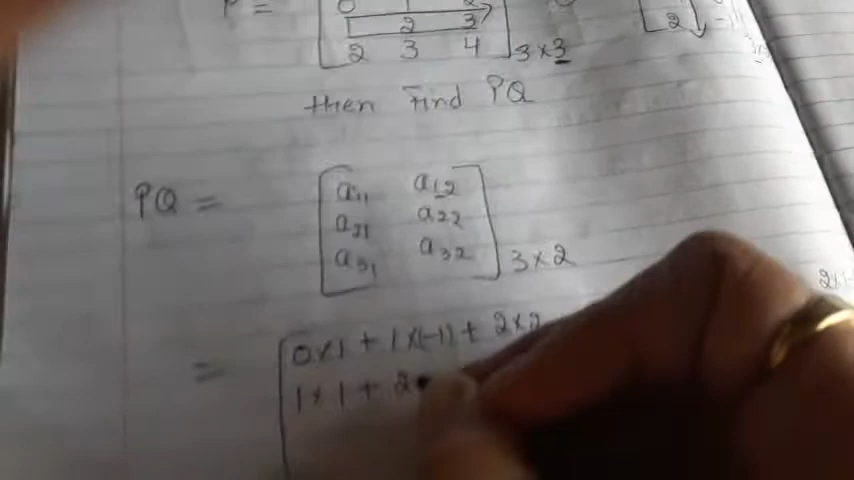 P = 0 1 2
2 3
2 3 4 3×3 2 -1
then Find PQ
PQ = a11 a12
a21 a22
a31 a32 3×2
= 0×1 + 1×(-1) + 2×2
1×1 + 2